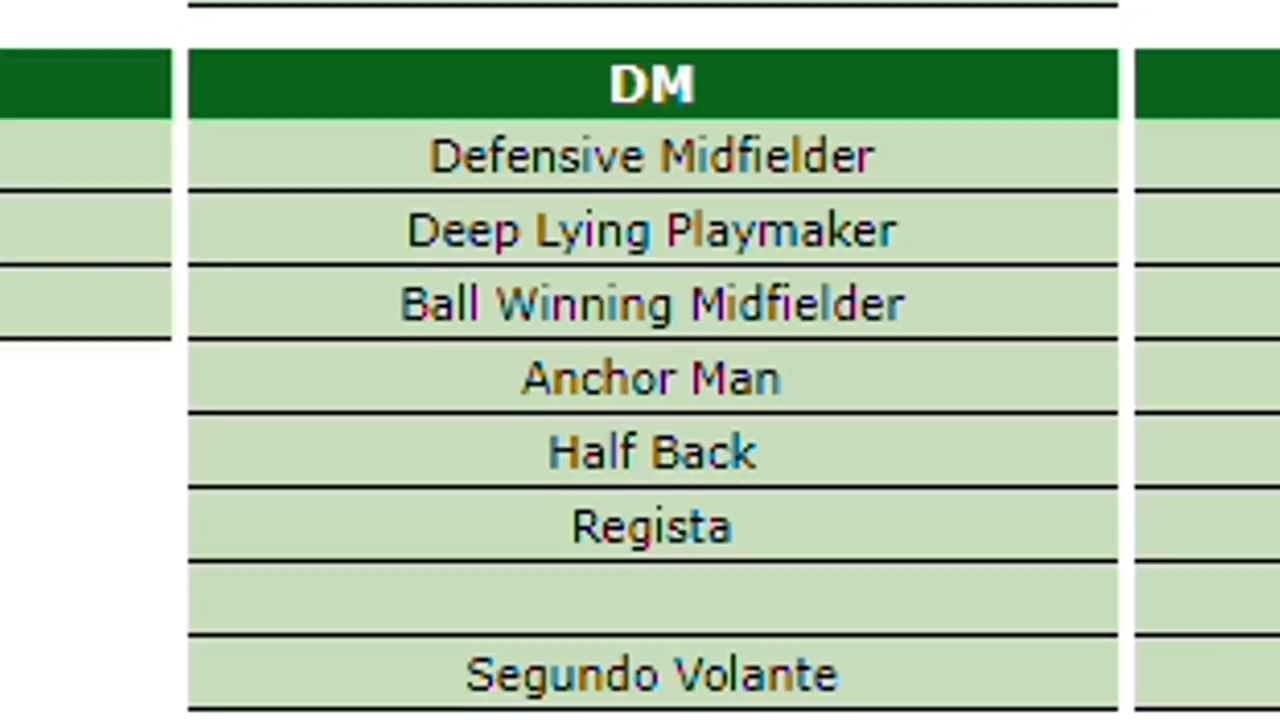 DM
Defensive Midfielder
Deep Lying Playmaker
Ball Winning Midfielder
Anchor Man
Half Back
Regista
Segundo Volante